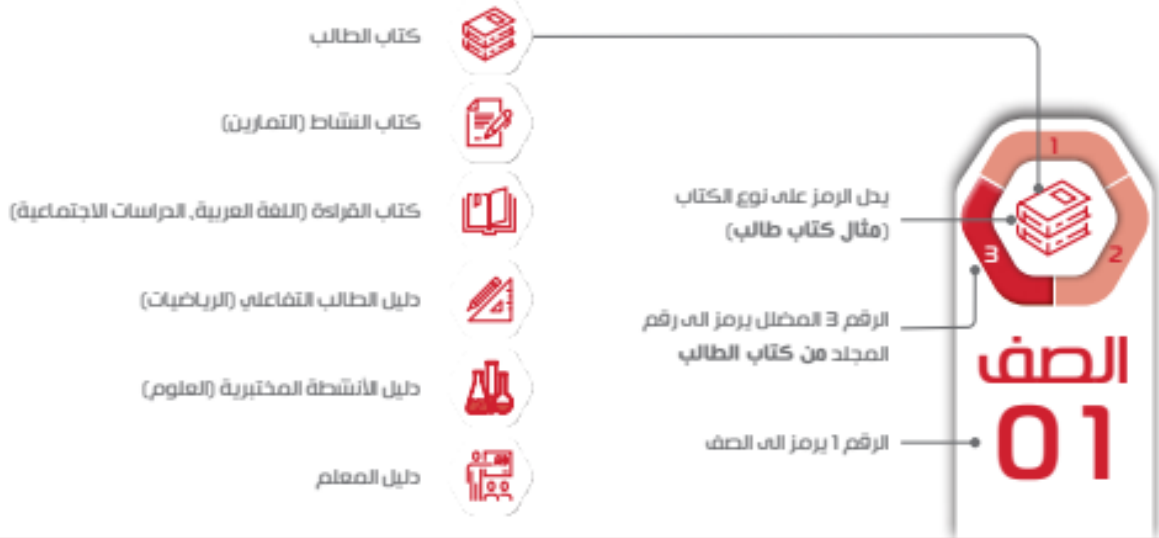 1
2
3
الصف
01
يدل الرمز على نوع الكتاب
(مثال كتاب طالب)
الرقم 3 المضلل يرمز الى رقم
المجلد من كتاب الطالب
الرقم 1 يرمز الى الصف
كتاب الطالب
كتاب النشاط (التمارين)
كتاب القراءة (اللغة العربية، الدراسات الاجتماعية)
دليل الطالب التفاعلي (الرياضيات)
دليل الأنشطة المختبرية (العلوم)
دليل المعلم